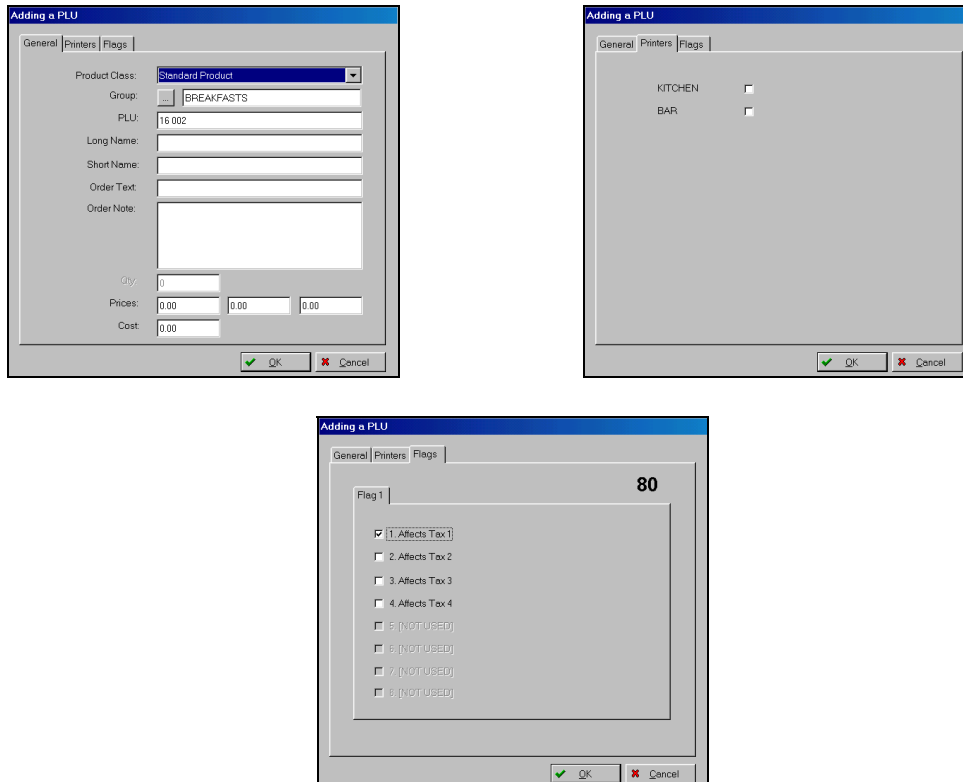 Adding a PLU
General Printers Flags
Product Class: Standard Product
Group: ... BREAKFASTS
PLU: 16 002
Long Name:
Short Name:
Order Text:
Order Note:
Qty: 0
Prices: 0.00 0.00 0.00
Cost: 0.00
OK Cancel
Adding a PLU
General Printers Flags
KITCHEN
BAR
OK Cancel
Adding a PLU
General Printers Flags
80
Flag 1
1. Affects Tax 1
2. Affects Tax 2
3. Affects Tax 3
4. Affects Tax 4
5. [NOT USED]
6. [NOT USED]
7. [NOT USED]
8. [NOT USED]
OK Cancel